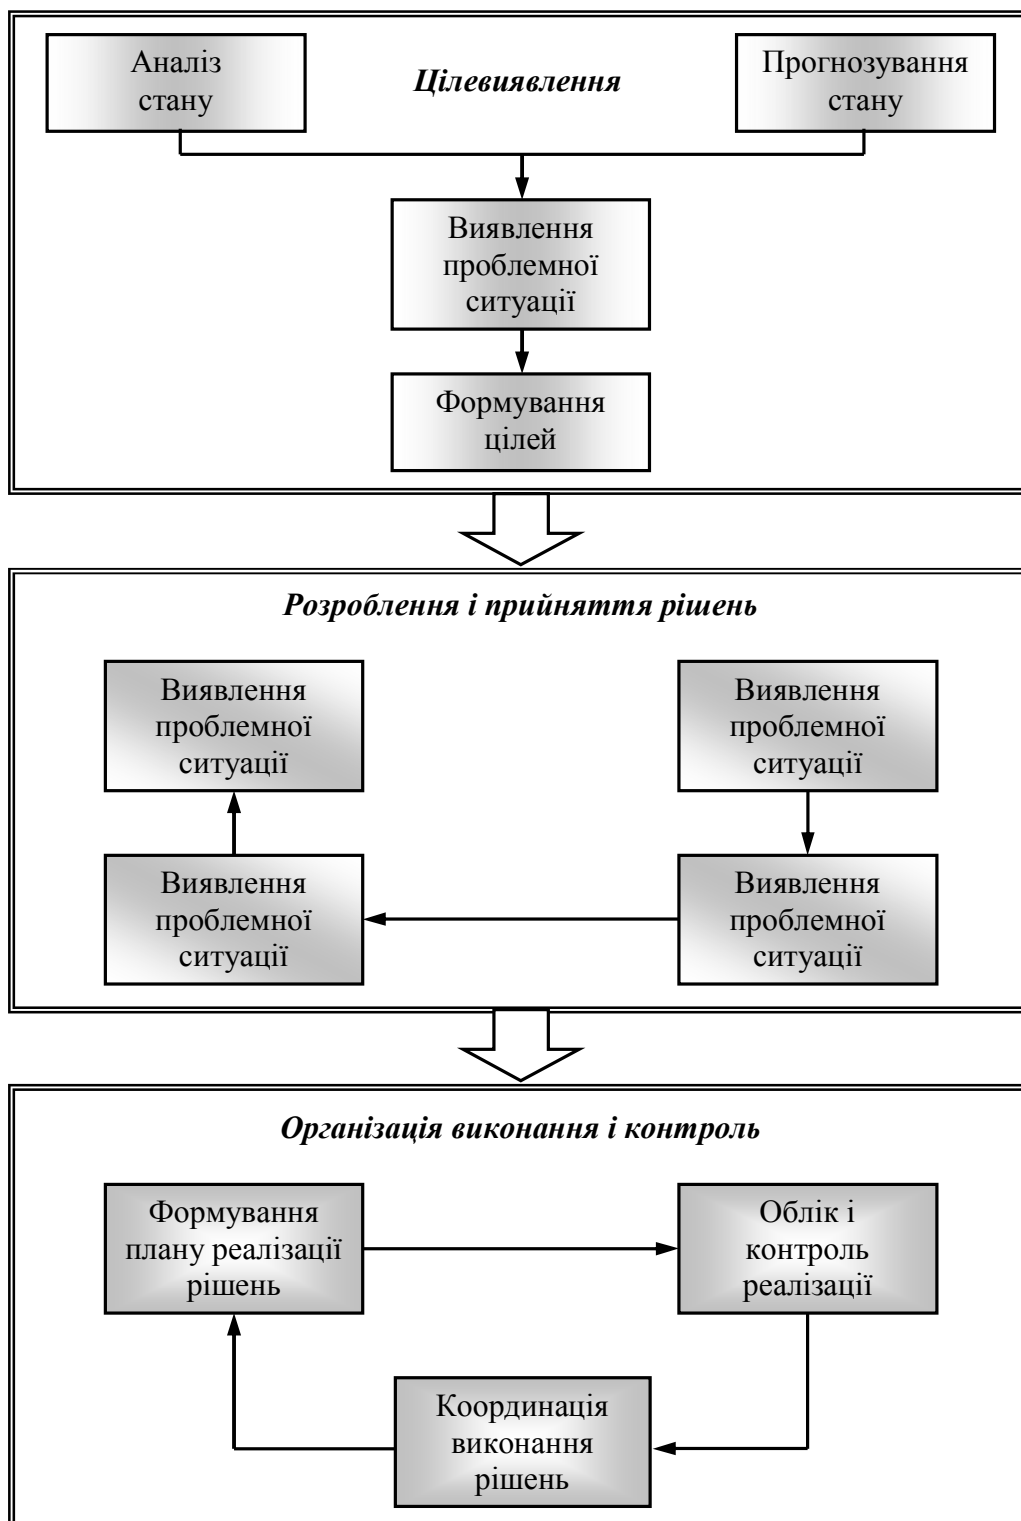 Аналіз
стану
Цілевиявлення
Прогнозування
стану
Виявлення
проблемної
ситуації
Формування
цілей
Розроблення і прийняття рішень
Виявлення
проблемної
ситуації
Виявлення
проблемної
ситуації
Виявлення
проблемної
ситуації
Виявлення
проблемної
ситуації
Організація виконання і контроль
Формування
плану реалізації
рішень
Облік і
контроль
реалізації
Координація
виконання
рішень